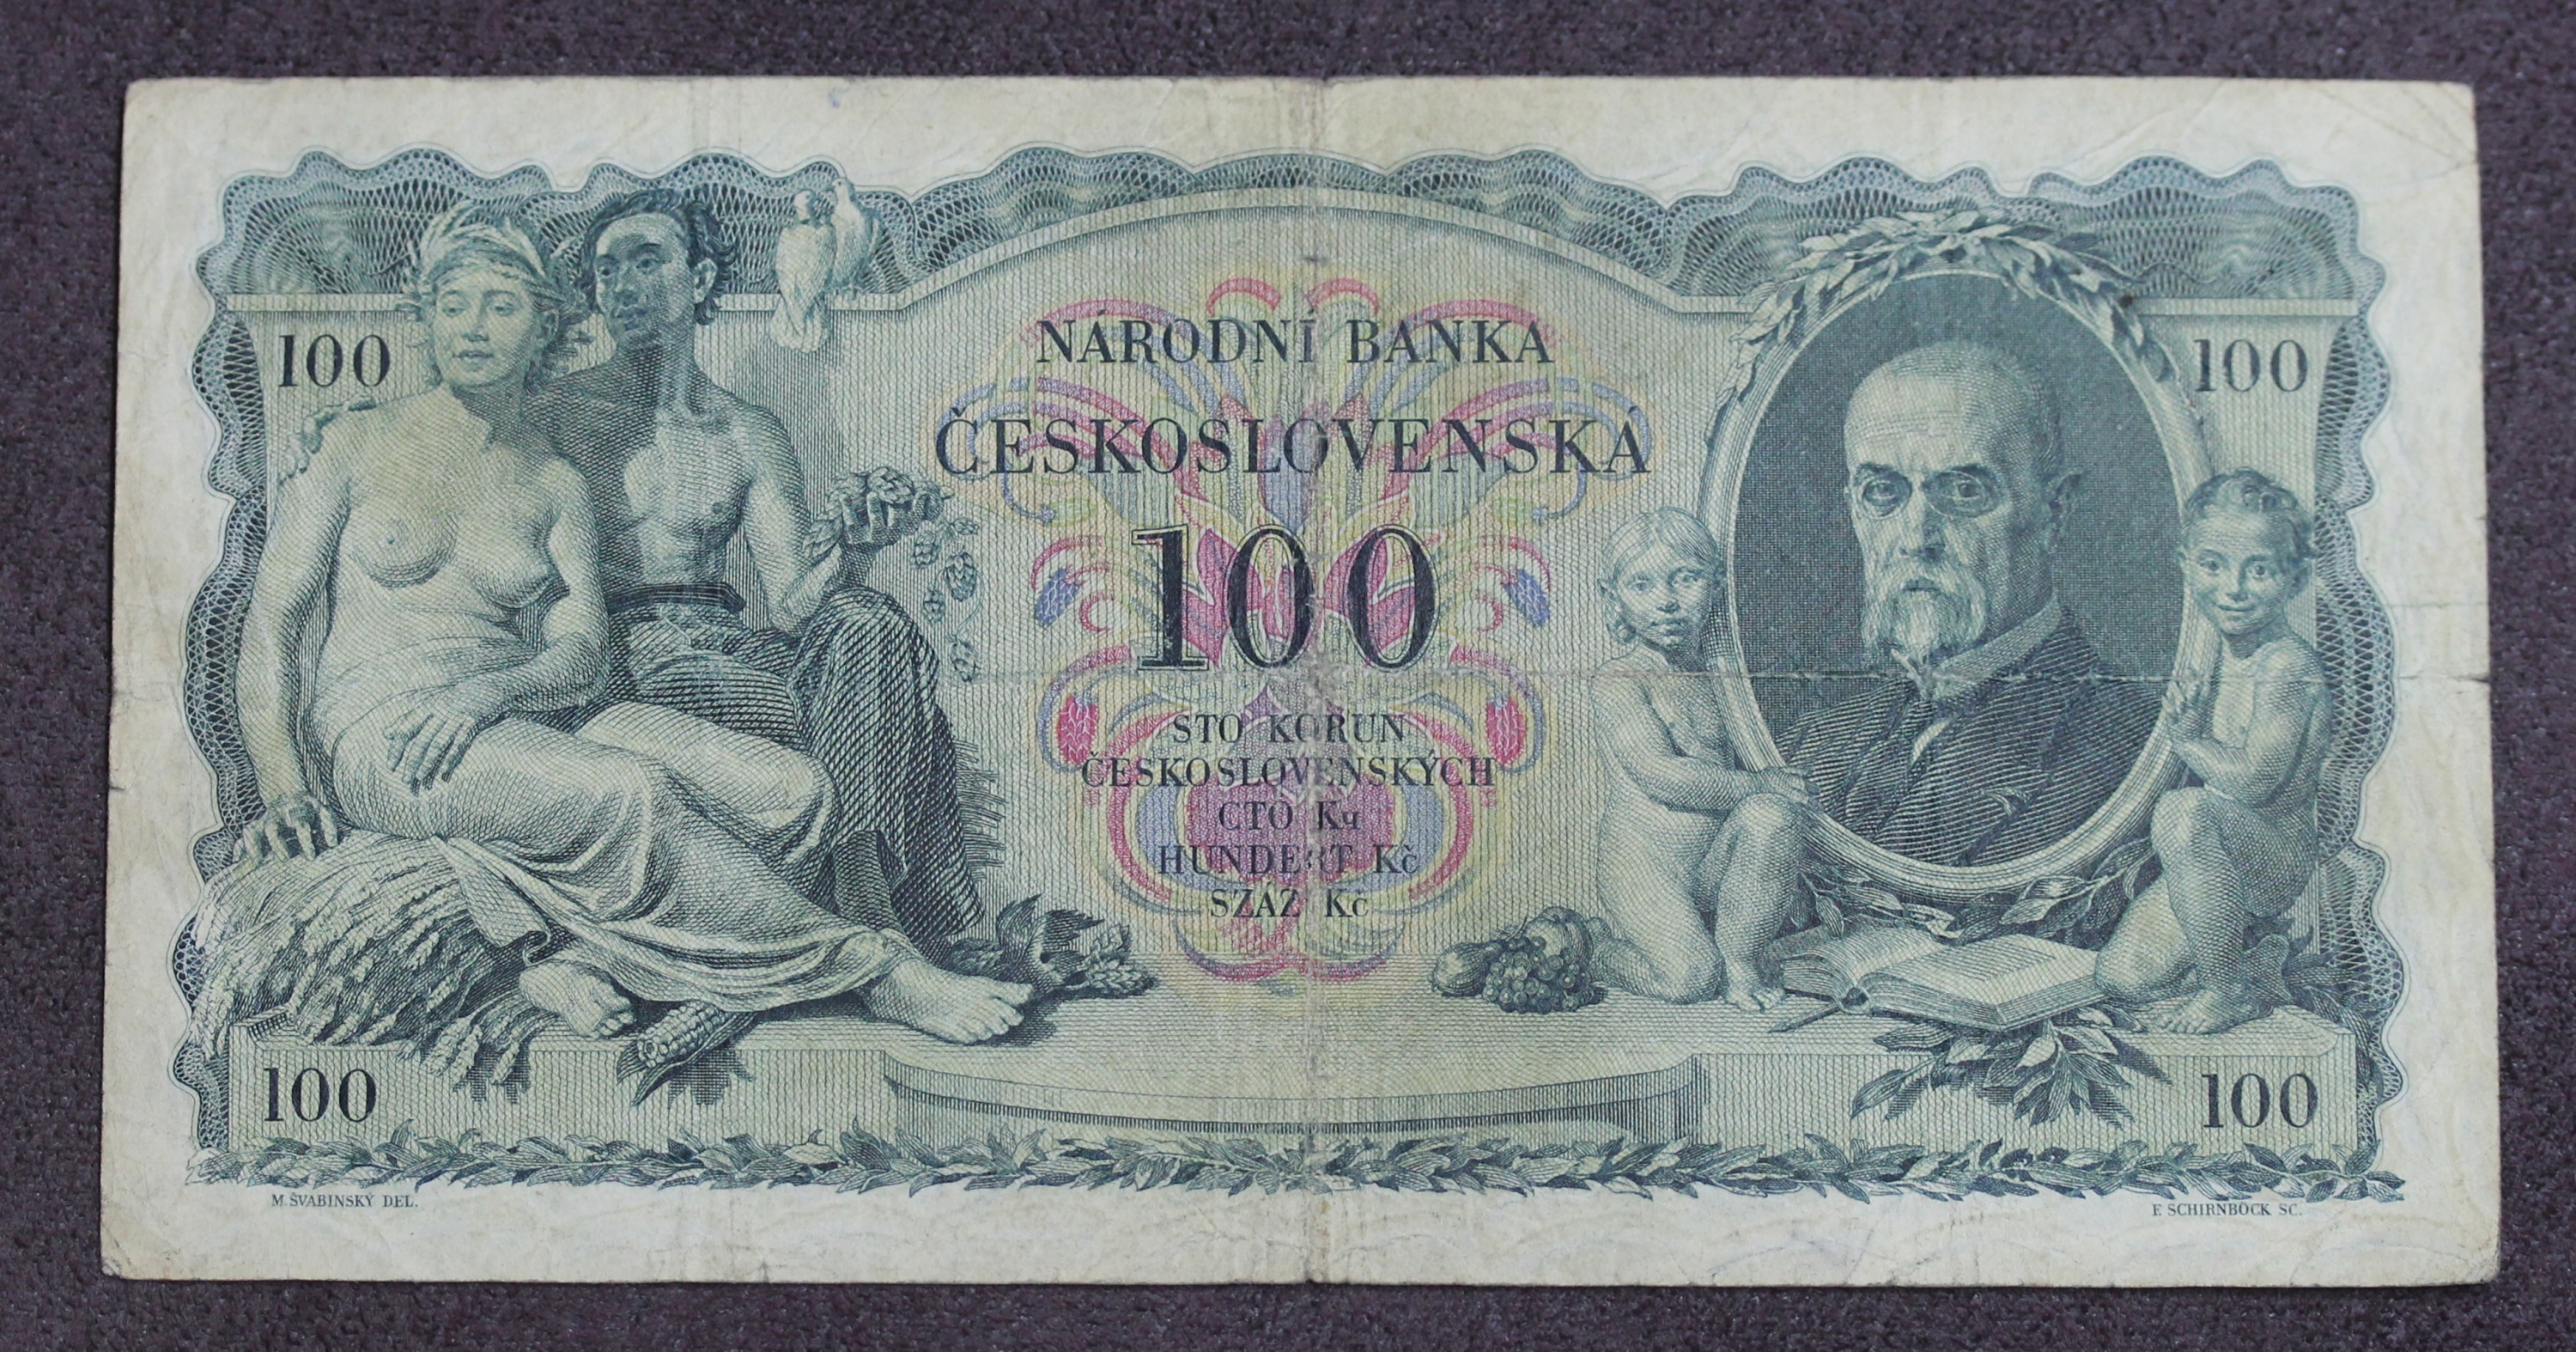 100
100
NÁRODNÍ BANKA
ČESKOSLOVENSKÁ
100
STO KORUN
ČESKOSLOVENSKÝCH
СТО Кч
HUNDERT Kč
SZÁZ Kč
100
100
M. ŠVABINSKÝ DEL.
F. SCHIRNBÖCK SC.